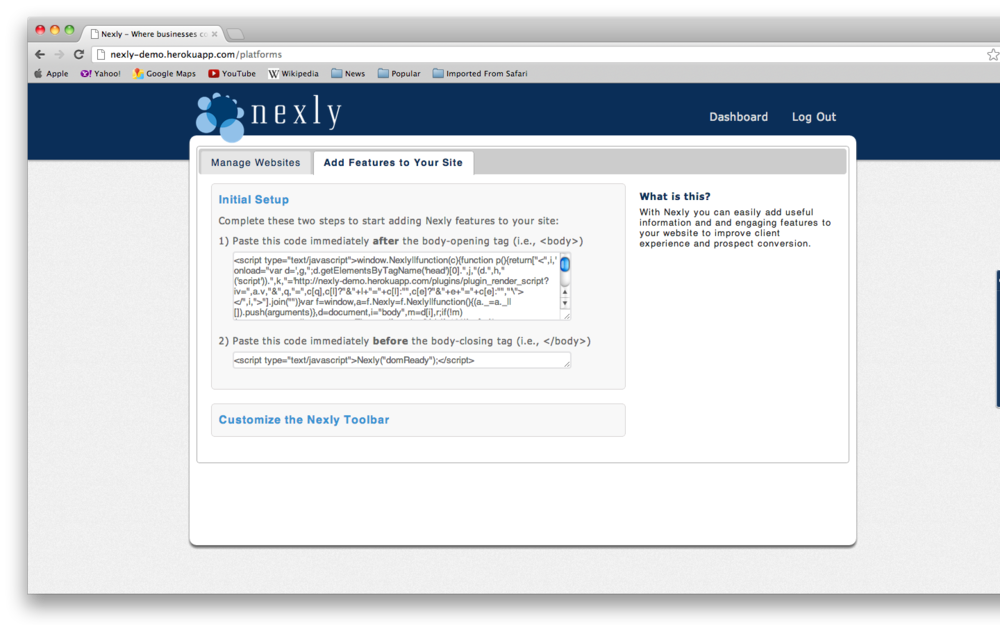 Nexly - Where businesses co
nexly-demo.herokuapp.com/platforms
Apple Yahoo! Google Maps YouTube Wikipedia News Popular Imported From Safari
nexly
Dashboard Log Out
Manage Websites Add Features to Your Site
Initial Setup
Complete these two steps to start adding Nexly features to your site:
1) Paste this code immediately after the body-opening tag (i.e., <body>)
<script type="text/javascript">window.Nexly||function(c){function p(){return["<",i,'
onload="var d=',g,";d.getElementsByTagName('head')[0].",j,"(d.",h,"
('script')).",k,"='http://nexly-demo.herokuapp.com/plugins/plugin_render_script?
iv=",a.v,"&",q,"=",c[q],c[l]?"&"+l+"="+c[l]:"",c[e]?"&"+e+"="+c[e]:"","'\">
</",i,">"].join("")}var f=window,a=f.Nexly=f.Nexly||function(){(a._=a._||
[]).push(arguments)},d=document,i="body",m=d[i],r;if(!m)
2) Paste this code immediately before the body-closing tag (i.e., </body>)
<script type="text/javascript">Nexly("domReady");</script>
Customize the Nexly Toolbar
What is this?
With Nexly you can easily add useful
information and and engaging features to
your website to improve client
experience and prospect conversion.